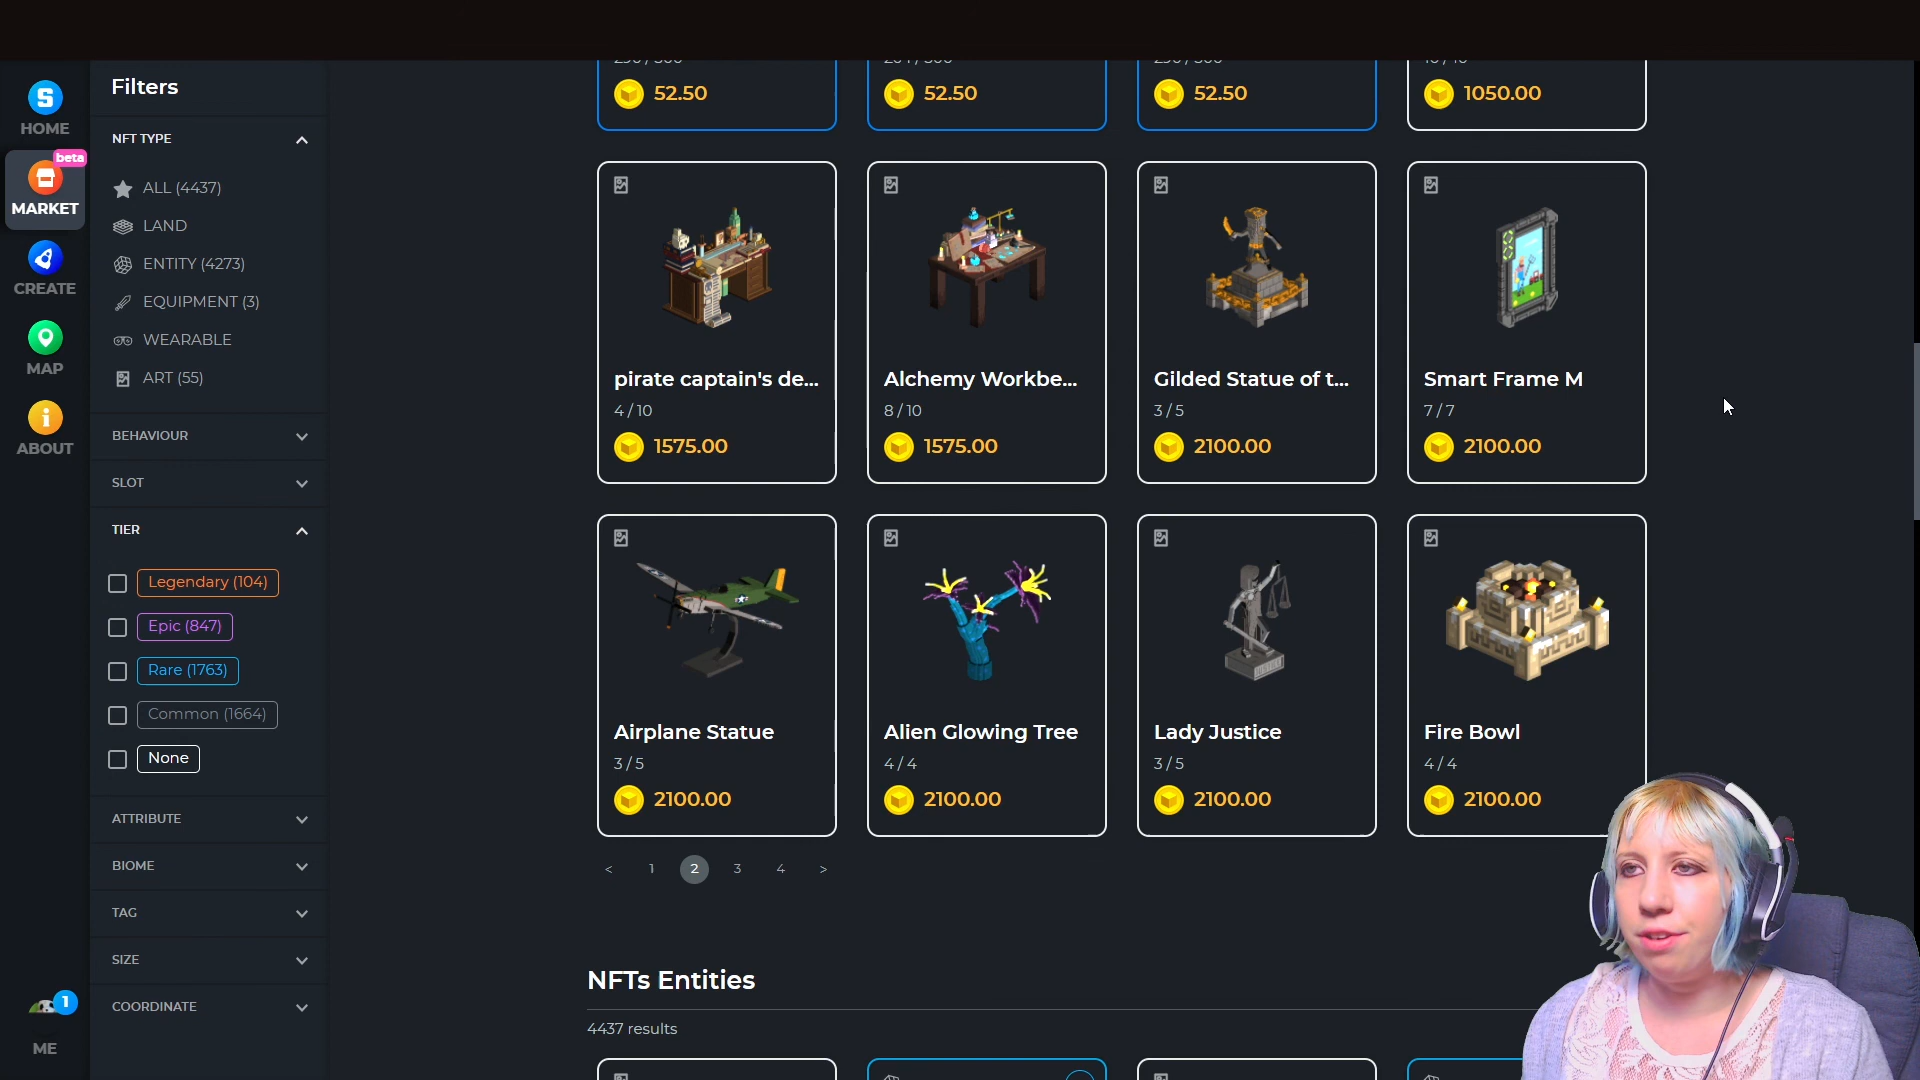 Filters
S
HOME
beta
MARKET
CREATE
MAP
i
ABOUT
1
ME
NFT TYPE
ALL (4437)
LAND
ENTITY (4273)
EQUIPMENT (3)
WEARABLE
ART (55)
BEHAVIOUR
SLOT
TIER
Legendary (104)
Epic (847)
Rare (1763)
Common (1664)
None
ATTRIBUTE
BIOME
TAG
SIZE
COORDINATE
52.50
52.50
52.50
1050.00
pirate captain's de...
4 / 10
1575.00
Alchemy Workbe...
8 / 10
1575.00
Gilded Statue of t...
3 / 5
2100.00
Smart Frame M
7 / 7
2100.00
Airplane Statue
3 / 5
2100.00
Alien Glowing Tree
4 / 4
2100.00
Lady Justice
3 / 5
2100.00
Fire Bowl
4 / 4
2100.00
< 1 2 3 4 >
NFTs Entities
4437 results